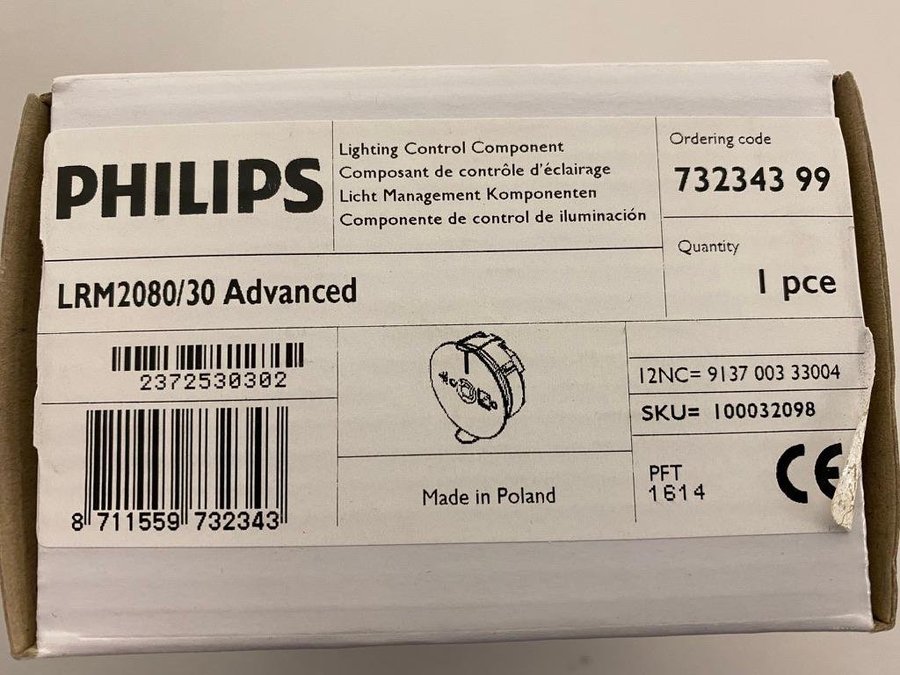 PHILIPS
Lighting Control Component
Composant de contrôle d'éclairage
Licht Management Komponenten
Componente de control de iluminación
Ordering code
732343 99
Quantity
1 pce
LRM2080/30 Advanced
2372530302
8 711559 732343
Made in Poland
12NC= 9137 003 33004
SKU= 100032098
PFT
1614
CE